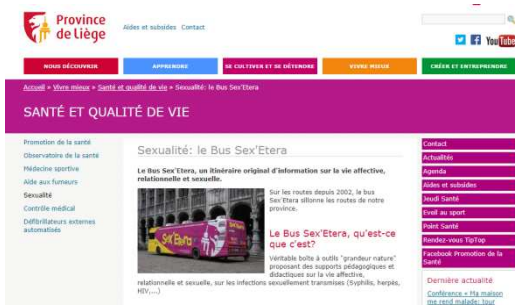 Province
de Liège
Aides et subsides Contact
YouTube
NOUS DÉCOUVRIR
APPRENDRE
SE CULTIVER ET SE DÉTENDRE
VIVRE MIEUX
CRÉER ET ENTREPRENDRE
Accueil » Vivre mieux » Santé et qualité de vie » Sexualité: le Bus Sex'Etera
SANTÉ ET QUALITÉ DE VIE
Promotion de la santé
Observatoire de la santé
Médecine sportive
Aide aux fumeurs
Sexualité
Contrôle médical
Défibrillateurs externes
automatisés
Sexualité: le Bus Sex'Etera
Le Bus Sex'Etera, un itinéraire original d'information sur la vie affective,
relationnelle et sexuelle.
Sex'Etera
Sur les routes depuis 2002, le bus
Sex'Etera sillonne les routes de notre
province.
Le Bus Sex'Etera, qu'est-ce
que c'est?
Véritable boîte à outils "grandeur nature"
proposant des supports pédagogiques et
didactiques sur la vie affective,
relationnelle et sexuelle, sur les infections sexuellement transmises (Syphilis, herpès,
HIV,...)
Contact
Actualités
Agenda
Aides et subsides
Jeudi Santé
Eveil au sport
Point Santé
Rendez-vous TipTop
Facebook Promotion de la
Santé
Dernière actualité
Conférence « Ma maison
me rend malade: tour